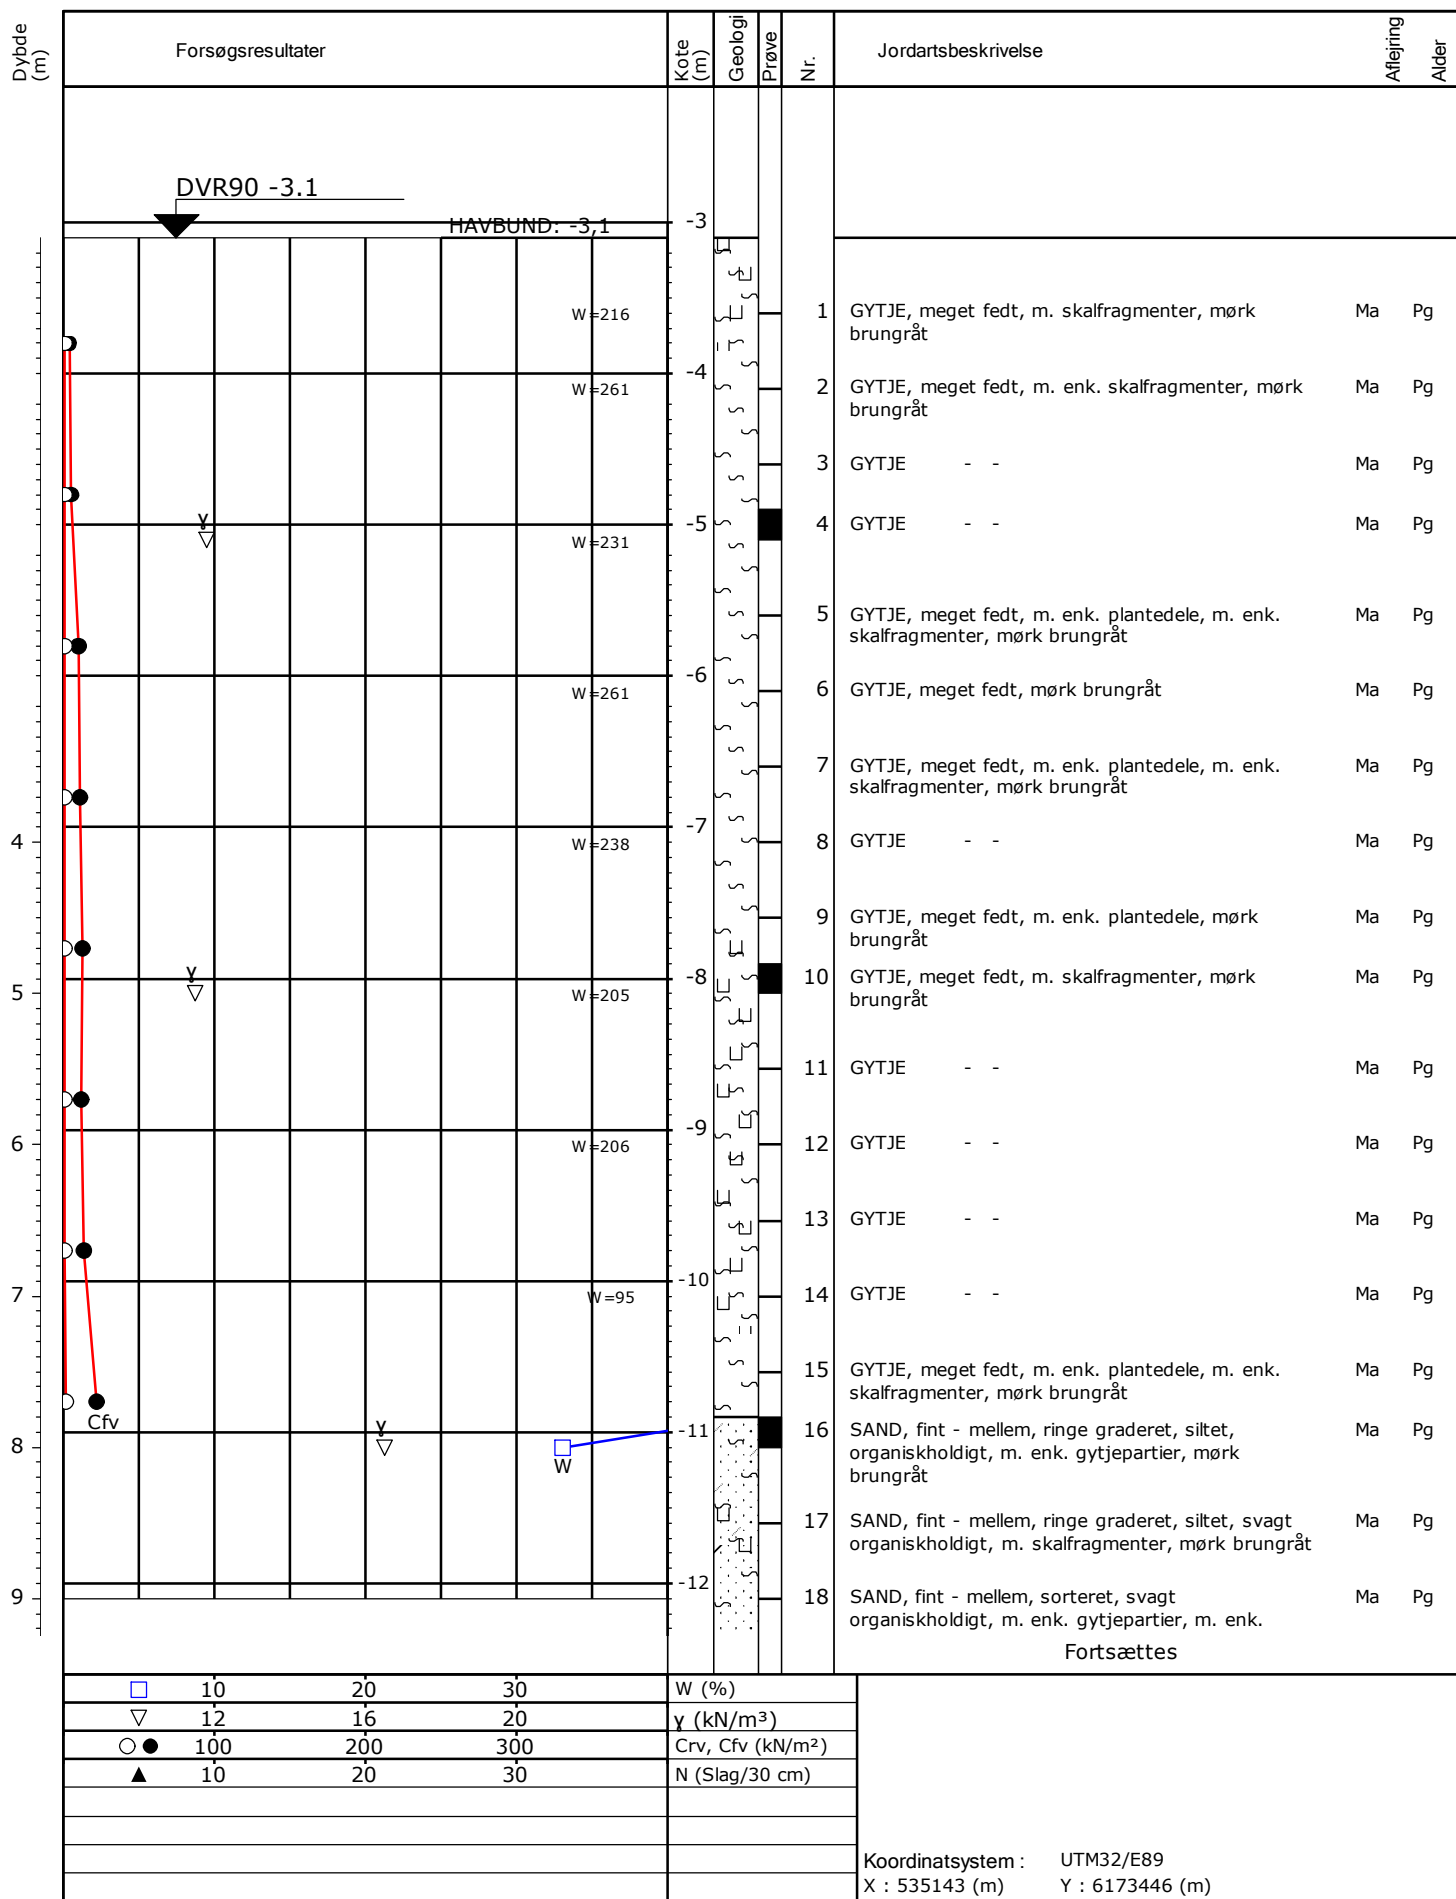 Dybde (m)
Forsøgsresultater
Kote (m)
Geologi
Prøve
Nr.
Jordartsbeskrivelse
Aflejring
Alder
DVR90 -3.1
HAVBUND: -3,1
-3
W=216
1 GYTJE, meget fedt, m. skalfragmenter, mørk Ma Pg
brungråt
-4
W=261
2 GYTJE, meget fedt, m. enk. skalfragmenter, mørk Ma Pg
brungråt
3 GYTJE - - Ma Pg
γ
-5
4 GYTJE - - Ma Pg
W=231
5 GYTJE, meget fedt, m. enk. plantedele, m. enk. Ma Pg
skalfragmenter, mørk brungråt
-6
W=261
6 GYTJE, meget fedt, mørk brungråt Ma Pg
7 GYTJE, meget fedt, m. enk. plantedele, m. enk. Ma Pg
skalfragmenter, mørk brungråt
-7
4
W=238
8 GYTJE - - Ma Pg
9 GYTJE, meget fedt, m. enk. plantedele, mørk Ma Pg
brungråt
γ
-8
10 GYTJE, meget fedt, m. skalfragmenter, mørk Ma Pg
brungråt
5
W=205
11 GYTJE - - Ma Pg
-9
6
W=206
12 GYTJE - - Ma Pg
13 GYTJE - - Ma Pg
-10
7
W=95
14 GYTJE - - Ma Pg
15 GYTJE, meget fedt, m. enk. plantedele, m. enk. Ma Pg
skalfragmenter, mørk brungråt
Cfv
γ
-11
16 SAND, fint - mellem, ringe graderet, siltet, Ma Pg
organiskholdigt, m. enk. gytjepartier, mørk
brungråt
8
W
17 SAND, fint - mellem, ringe graderet, siltet, svagt Ma Pg
organiskholdigt, m. skalfragmenter, mørk brungråt
-12
9
18 SAND, fint - mellem, sorteret, svagt Ma Pg
organiskholdigt, m. enk. gytjepartier, m. enk.
Fortsættes
10 20 30 W (%)
12 16 20 γ (kN/m³)
100 200 300 Crv, Cfv (kN/m²)
10 20 30 N (Slag/30 cm)
Koordinatsystem : UTM32/E89
X : 535143 (m) Y : 6173446 (m)